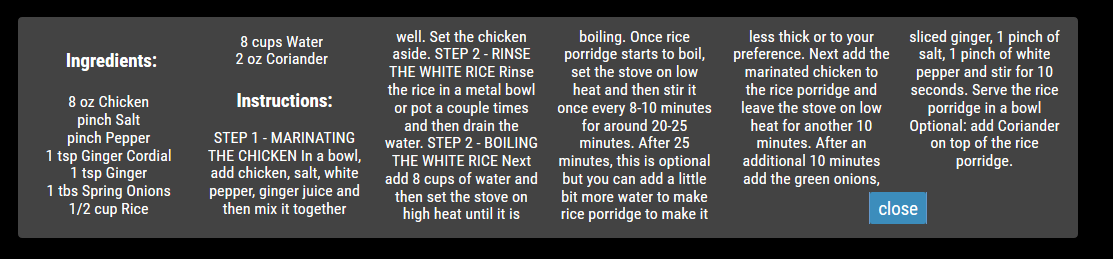 Ingredients:
8 oz Chicken
pinch Salt
pinch Pepper
1 tsp Ginger Cordial
1 tsp Ginger
1 tbs Spring Onions
1/2 cup Rice
8 cups Water
2 oz Coriander
Instructions:
STEP 1 - MARINATING
THE CHICKEN In a bowl,
add chicken, salt, white
pepper, ginger juice and
then mix it together
well. Set the chicken
aside. STEP 2 - RINSE
THE WHITE RICE Rinse
the rice in a metal bowl
or pot a couple times
and then drain the
water. STEP 2 - BOILING
THE WHITE RICE Next
add 8 cups of water and
then set the stove on
high heat until it is
boiling. Once rice
porridge starts to boil,
set the stove on low
heat and then stir it
once every 8-10 minutes
for around 20-25
minutes. After 25
minutes, this is optional
but you can add a little
bit more water to make
rice porridge to make it
less thick or to your
preference. Next add the
marinated chicken to
the rice porridge and
leave the stove on low
heat for another 10
minutes. After an
additional 10 minutes
add the green onions,
sliced ginger, 1 pinch of
salt, 1 pinch of white
pepper and stir for 10
seconds. Serve the rice
porridge in a bowl
Optional: add Coriander
on top of the rice
porridge.
close